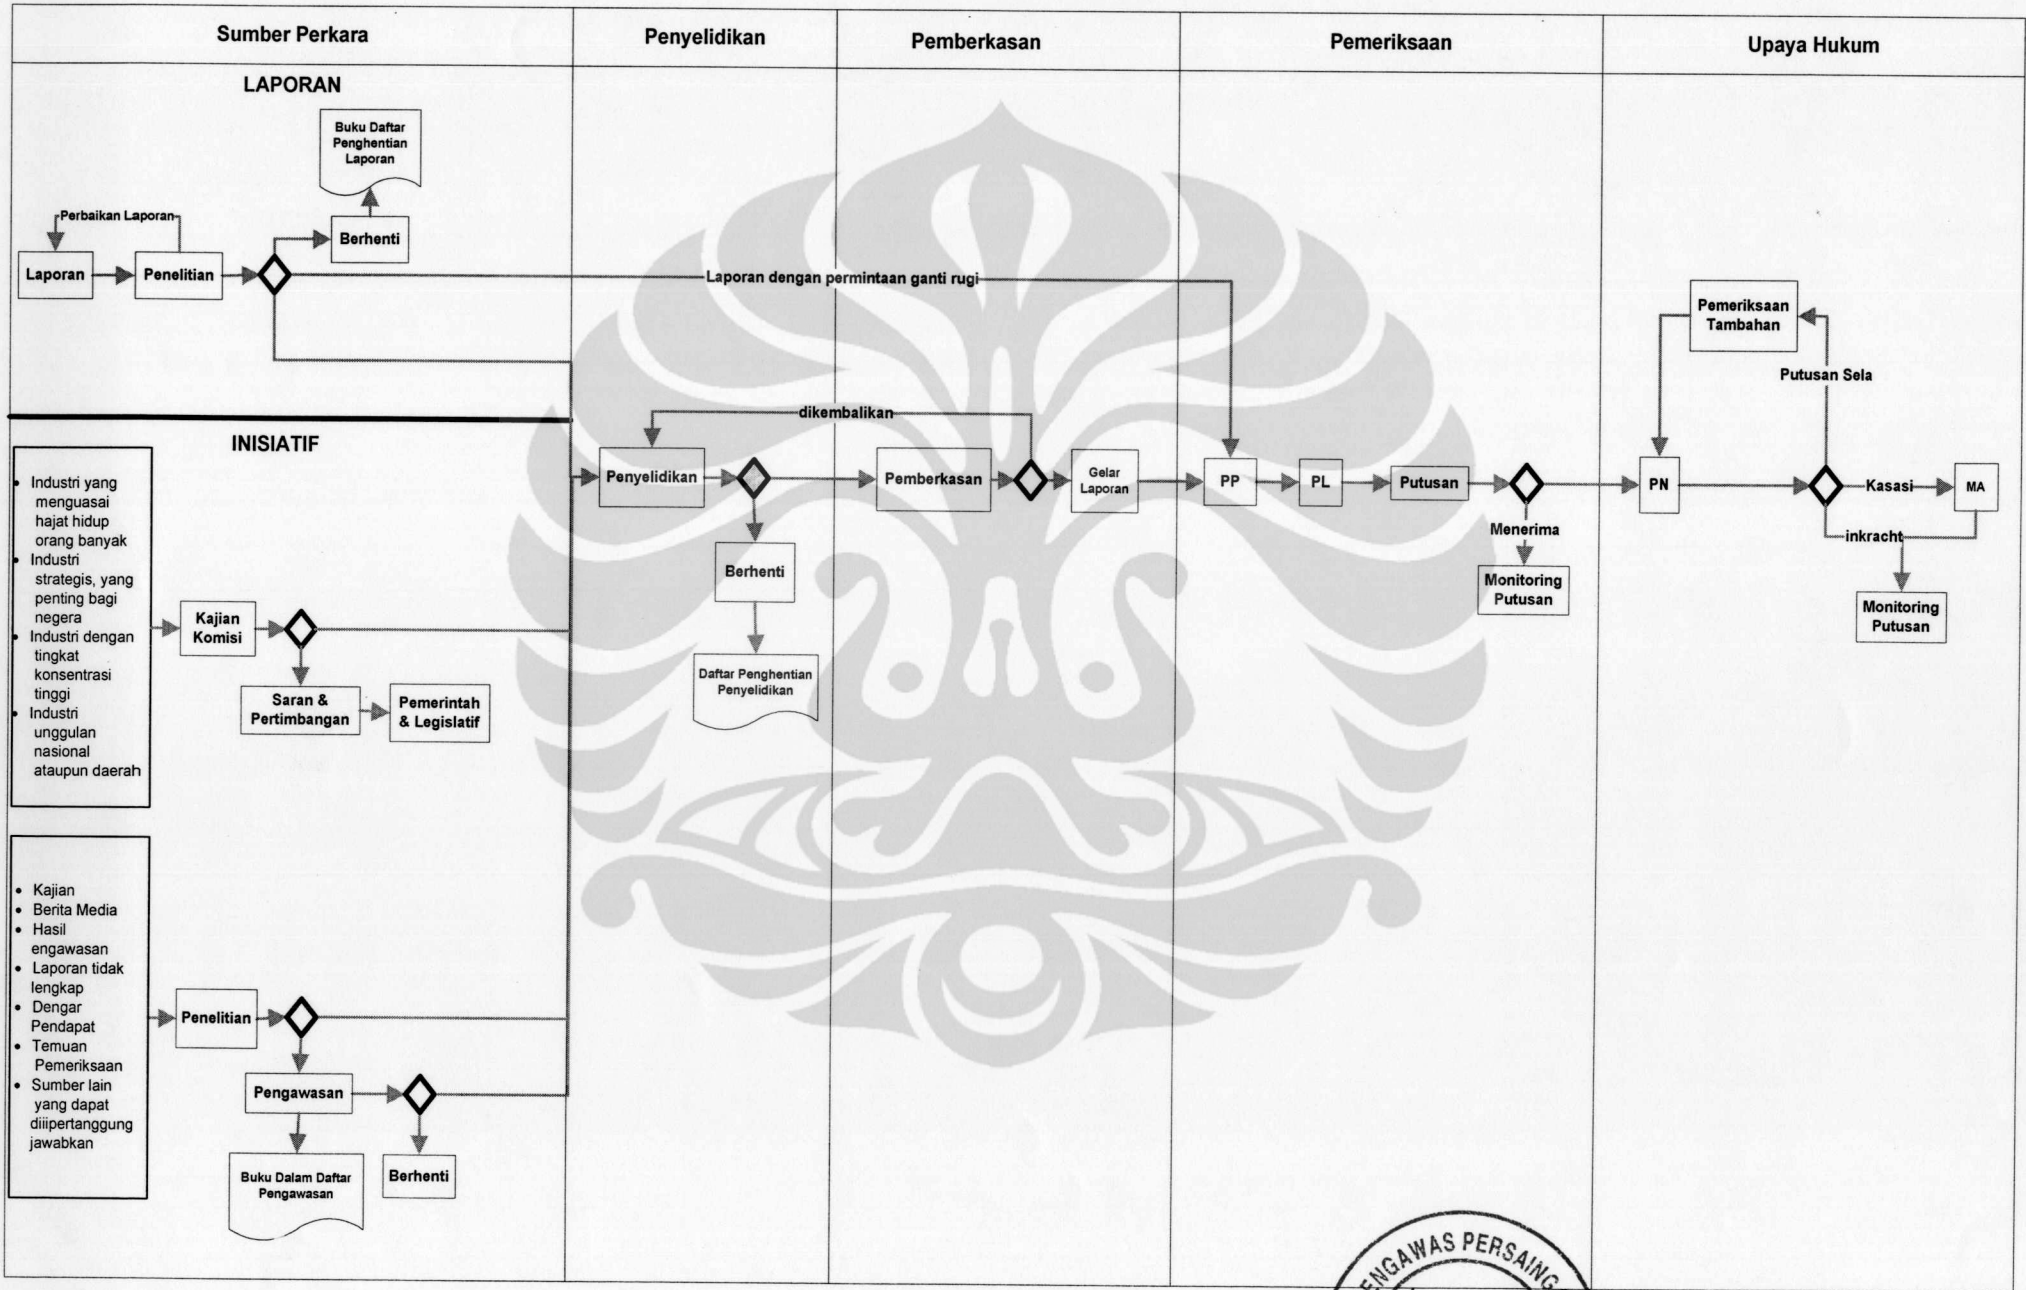 Sumber Perkara
Penyelidikan
Pemberkasan
Pemeriksaan
Upaya Hukum
LAPORAN
Buku Daftar
Penghentian
Laporan
Perbaikan Laporan
Berhenti
Laporan
Penelitian
Laporan dengan permintaan ganti rugi
Pemeriksaan
Tambahan
Putusan Sela
dikembalikan
INISIATIF
• Industri yang
menguasai
hajat hidup
orang banyak
• Industri
strategis, yang
penting bagi
negera
• Industri dengan
tingkat
konsentrasi
tinggi
• Industri
unggulan
nasional
ataupun daerah
Kajian
Komisi
Saran &
Pertimbangan
Pemerintah
& Legislatif
Penyelidikan
Berhenti
Daftar Penghentian
Penyelidikan
Pemberkasan
Gelar
Laporan
PP
PL
Putusan
Menerima
Monitoring
Putusan
PN
Kasasi
MA
inkracht
Monitoring
Putusan
• Kajian
• Berita Media
• Hasil
engawasan
• Laporan tidak
lengkap
• Dengar
Pendapat
• Temuan
Pemeriksaan
• Sumber lain
yang dapat
diiipertanggung
jawabkan
Penelitian
Pengawasan
Berhenti
Buku Dalam Daftar
Pengawasan
ENGAWAS PERSAING